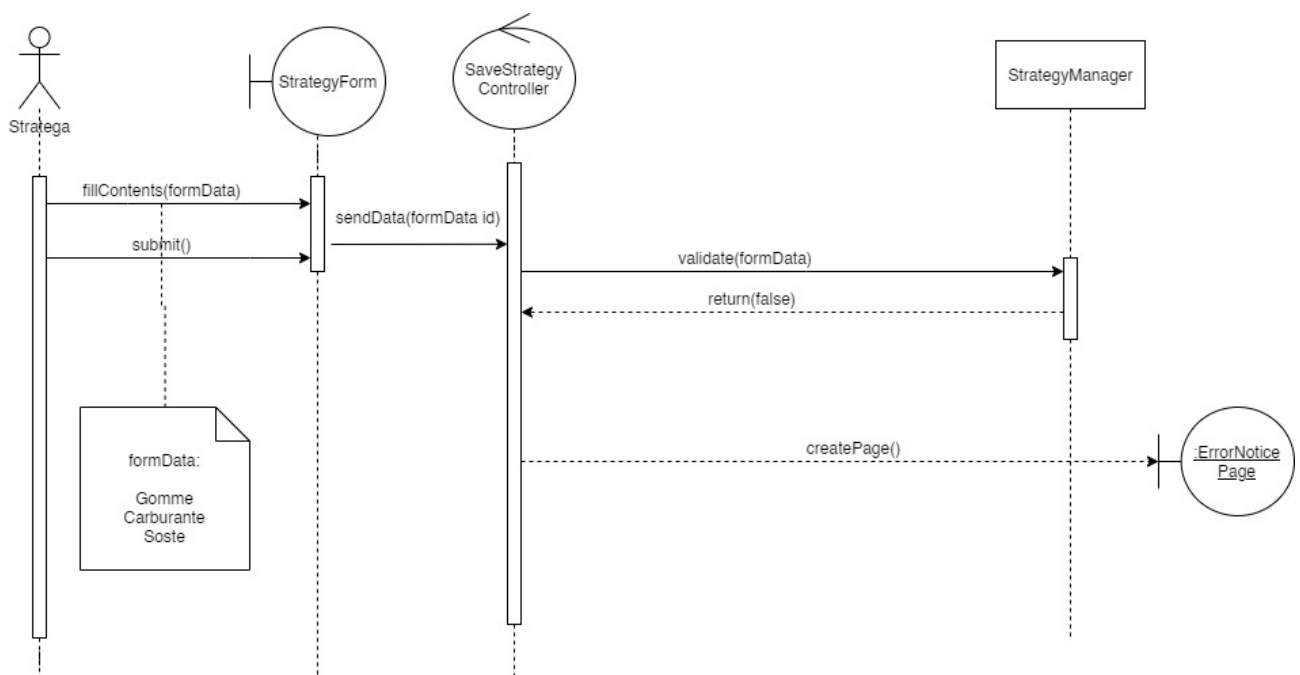 StrategyForm
SaveStrategy
Controller
StrategyManager
Stratega
fillContents(formData)
sendData(formData id)
submit()
validate(formData)
return(false)
createPage()
:ErrorNotice
Page
formData:
Gomme
Carburante
Soste